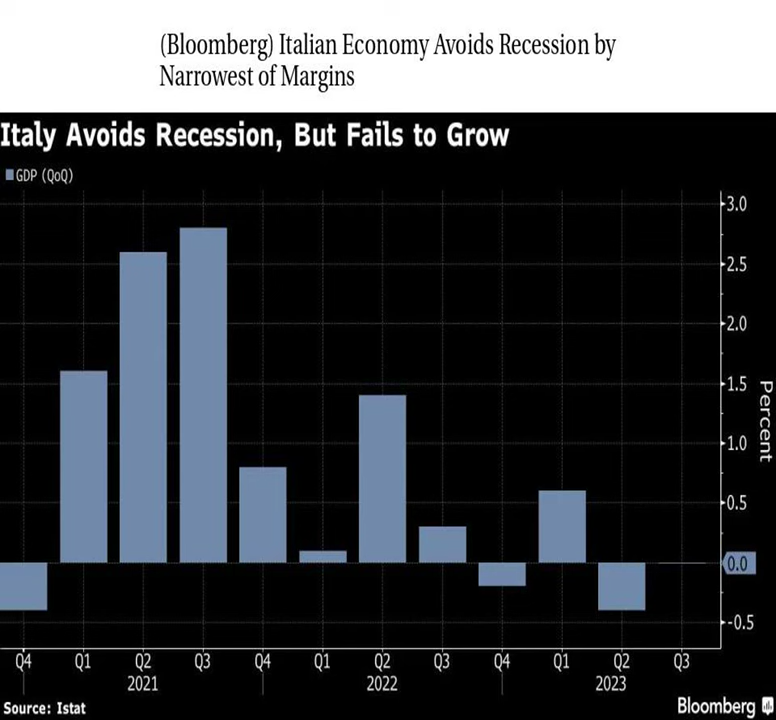 (Bloomberg) Italian Economy Avoids Recession by
Narrowest of Margins
Italy Avoids Recession, But Fails to Grow
GDP (QoQ)
3.0
2.5
2.0
1.5
1.0
0.5
0.0
-0.5
Percent
Q4 Q1 Q2 Q3 Q4 Q1 Q2 Q3 Q4 Q1 Q2 Q3
2021 2022 2023
Source: Istat
Bloomberg